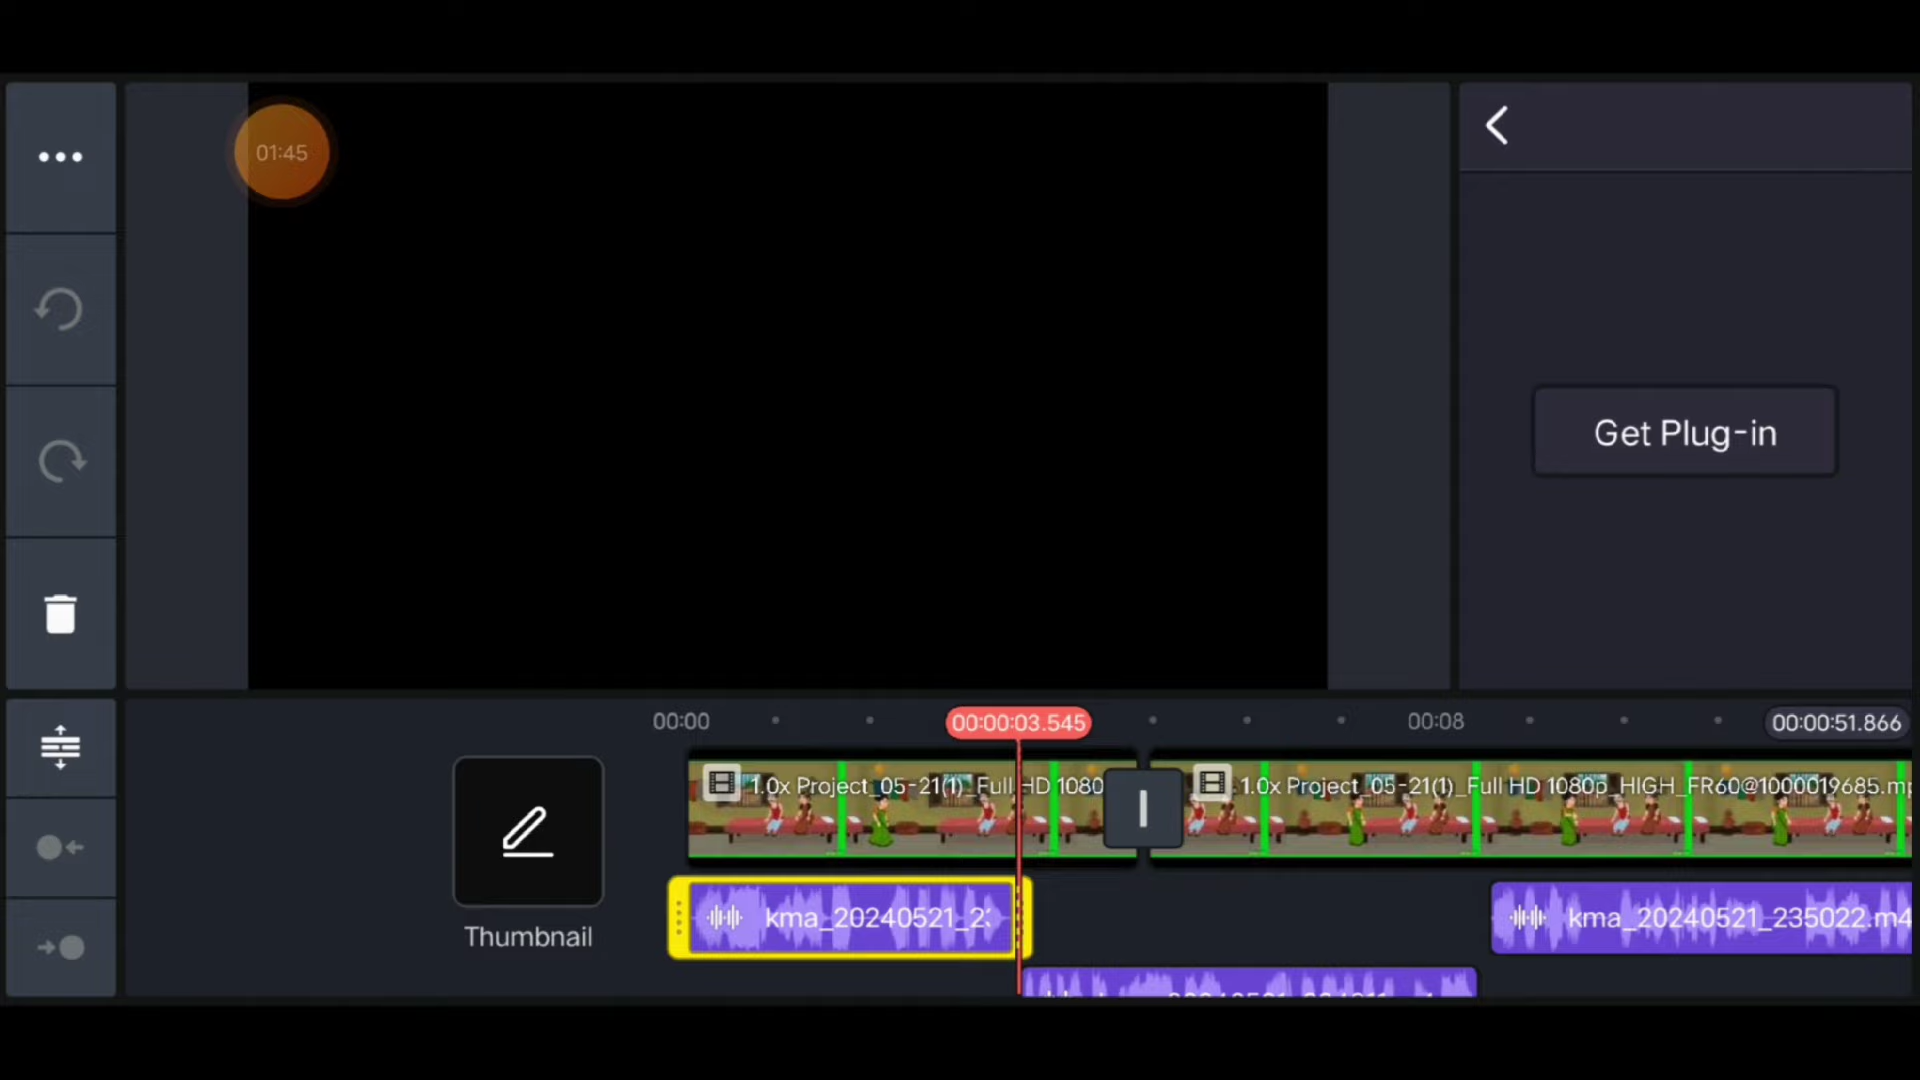 01:45
Get Plug-in
00:00
00:00:03.545
00:08
00:00:51.866
1.0x Project_05-21(1)_Full HD 1080
1.0x Project_05-21(1)_Full HD 1080p_HIGH_FR60@1000019685.mp
kma_20240521_2
kma_20240521_235022.m4
Thumbnail